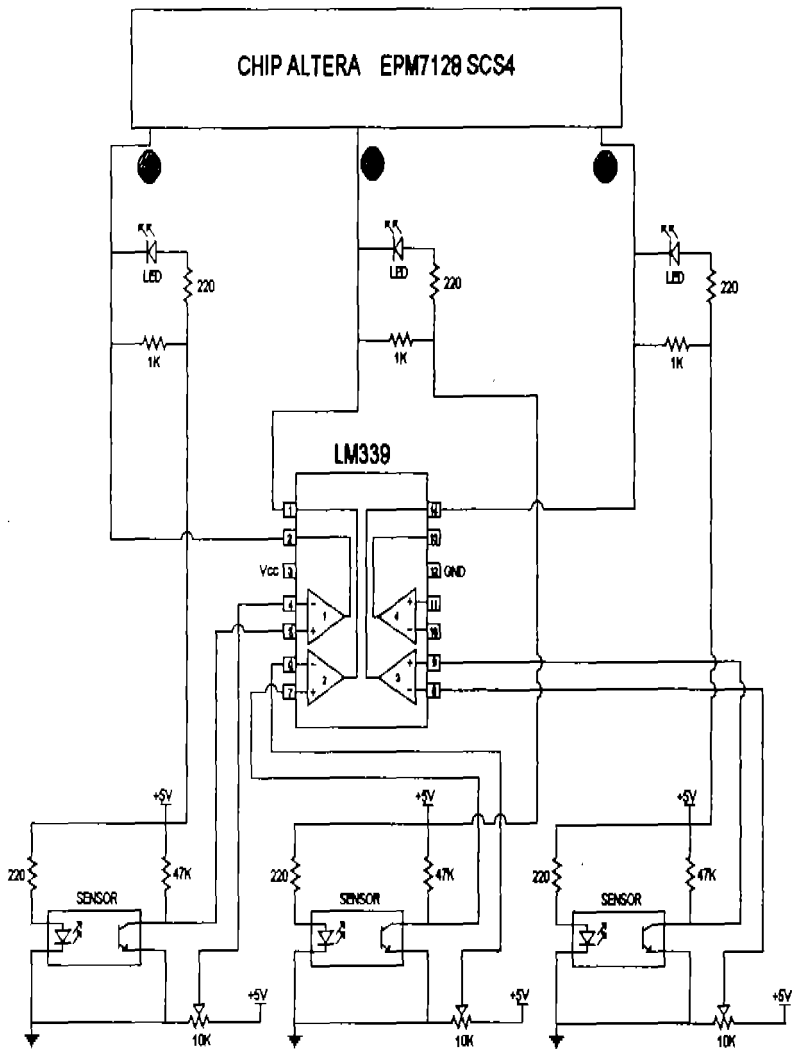 CHIP ALTERA EPM7128 SCS4
LED
220
LED
220
LED
220
1K
1K
1K
LM339
1
14
2
13
Vcc 3
12 GND
4
- 1
+ 4
11
5
+
-
10
6
- 2
+ 3
9
7
+
-
8
+5V
+5V
+5V
220
47K
220
47K
220
47K
SENSOR
SENSOR
SENSOR
+5V
+5V
+5V
10K
10K
10K